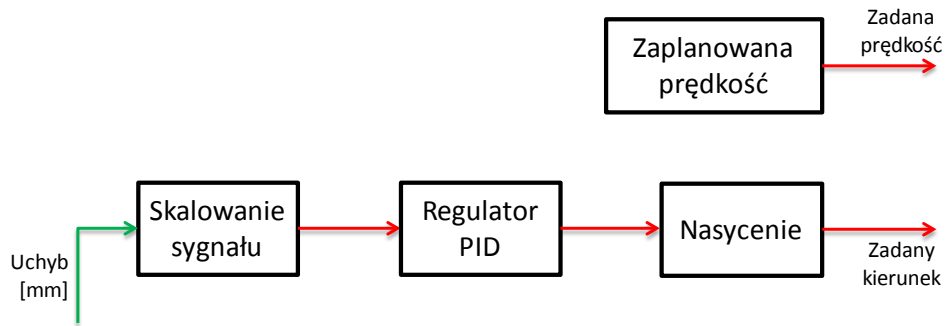 Zaplanowana
prędkość
Zadana
prędkość
Uchyb
[mm]
Skalowanie
sygnału
Regulator
PID
Nasycenie
Zadany
kierunek